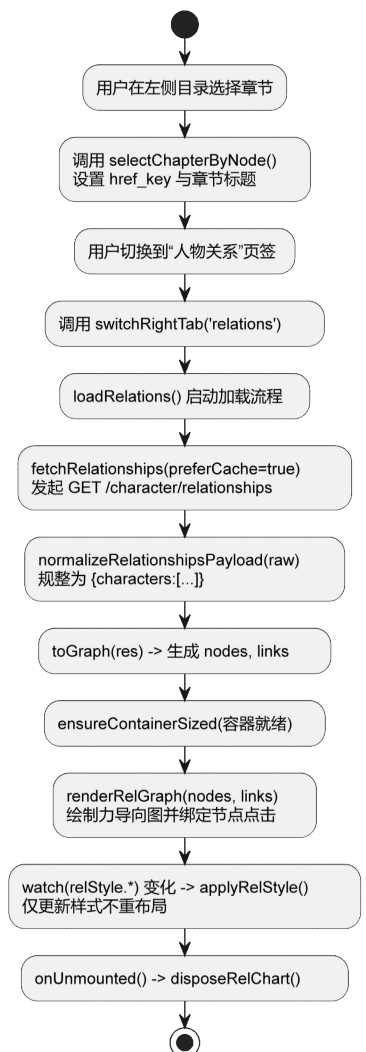 用户在左侧目录选择章节
调用 selectChapterByNode()
设置 href_key 与章节标题
用户切换到“人物关系”页签
调用 switchRightTab('relations')
loadRelations() 启动加载流程
fetchRelationships(preferCache=true)
发起 GET /character/relationships
normalizeRelationshipsPayload(raw)
规整为 {characters:[...]}
toGraph(res) -> 生成 nodes, links
ensureContainerSized(容器就绪)
renderRelGraph(nodes, links)
绘制力导向图并绑定节点点击
watch(relStyle.*) 变化 -> applyRelStyle()
仅更新样式不重布局
onUnmounted() -> disposeRelChart()